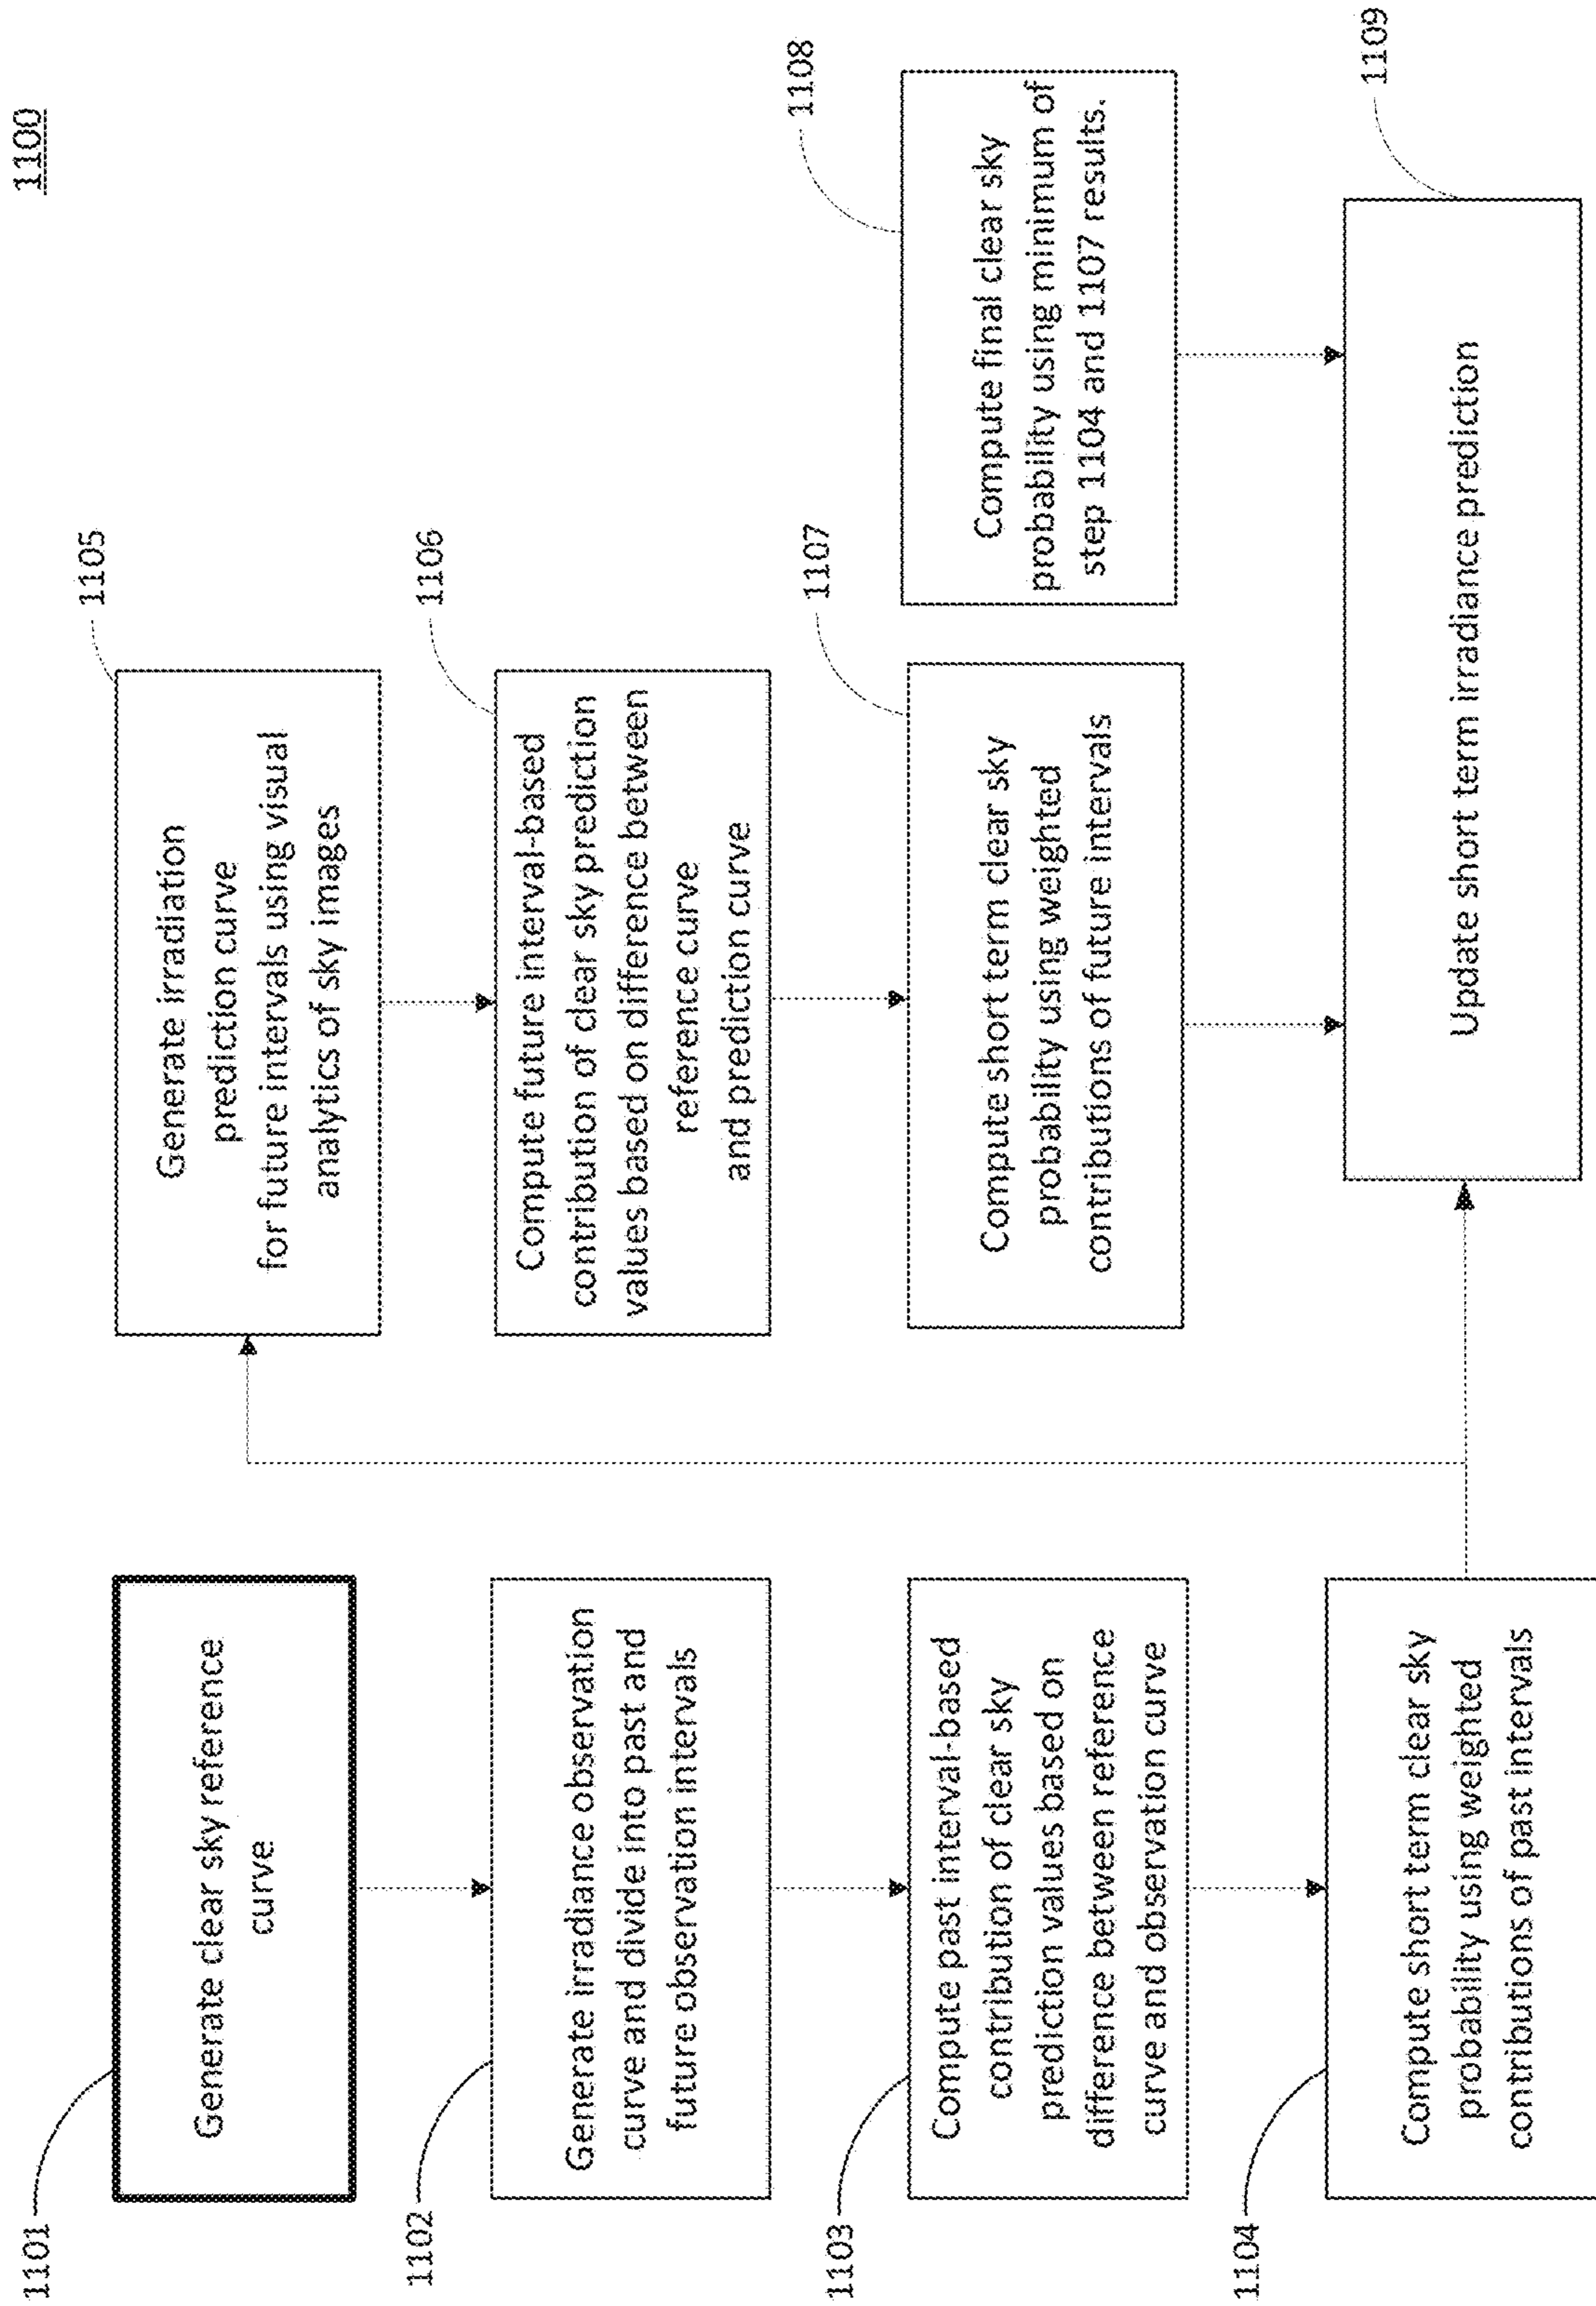 1100
1101
Generate clear sky reference
curve
1102
Generate irradiance observation
curve and divide into past and
future observation intervals
1103
Compute past interval-based
contribution of clear sky
prediction values based on
difference between reference
curve and observation curve
1104
Compute short term clear sky
probability using weighted
contributions of past intervals
1105
Generate irradiation
prediction curve
for future intervals using visual
analytics of sky images
1106
Compute future interval-based
contribution of clear sky prediction
values based on difference between
reference curve
and prediction curve
1107
Compute short term clear sky
probability using weighted
contributions of future intervals
1108
Compute final clear sky
probability using minimum of
step 1104 and 1107 results.
1109
Update short term irradiance prediction